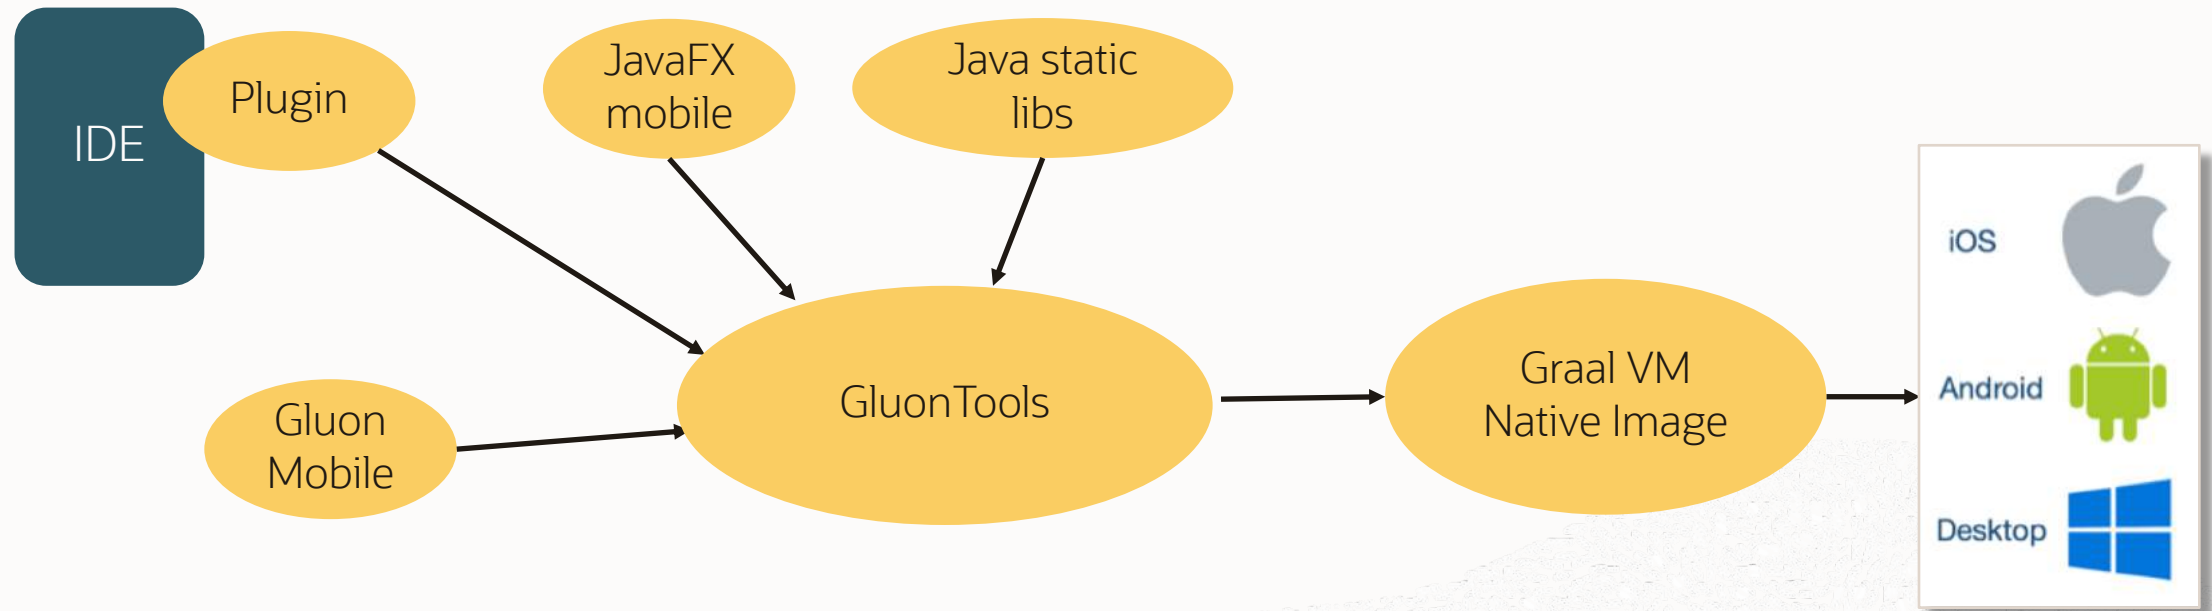 IDE
Plugin
JavaFX
mobile
Java static
libs
Gluon
Mobile
GluonTools
Graal VM
Native Image
iOS
Android
Desktop